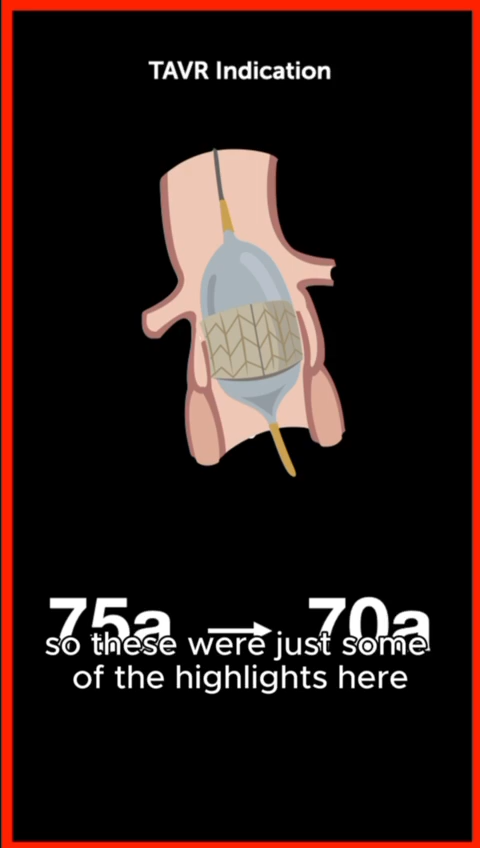 TAVR Indication
75a → 70a
so these were just some
of the highlights here